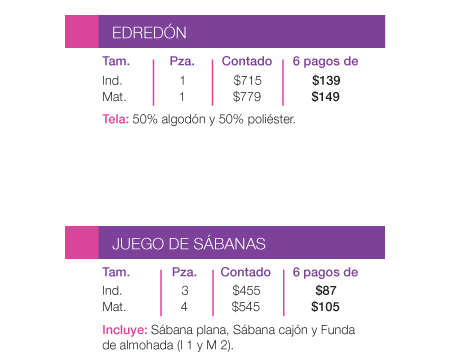 EDREDÓN
Tam. Pza. Contado 6 pagos de
Ind. 1 $715 $139
Mat. 1 $779 $149
Tela: 50% algodón y 50% poliéster.
JUEGO DE SÁBANAS
Tam. Pza. Contado 6 pagos de
Ind. 3 $455 $87
Mat. 4 $545 $105
Incluye: Sábana plana, Sábana cajón y Funda
de almohada (I 1 y M 2).